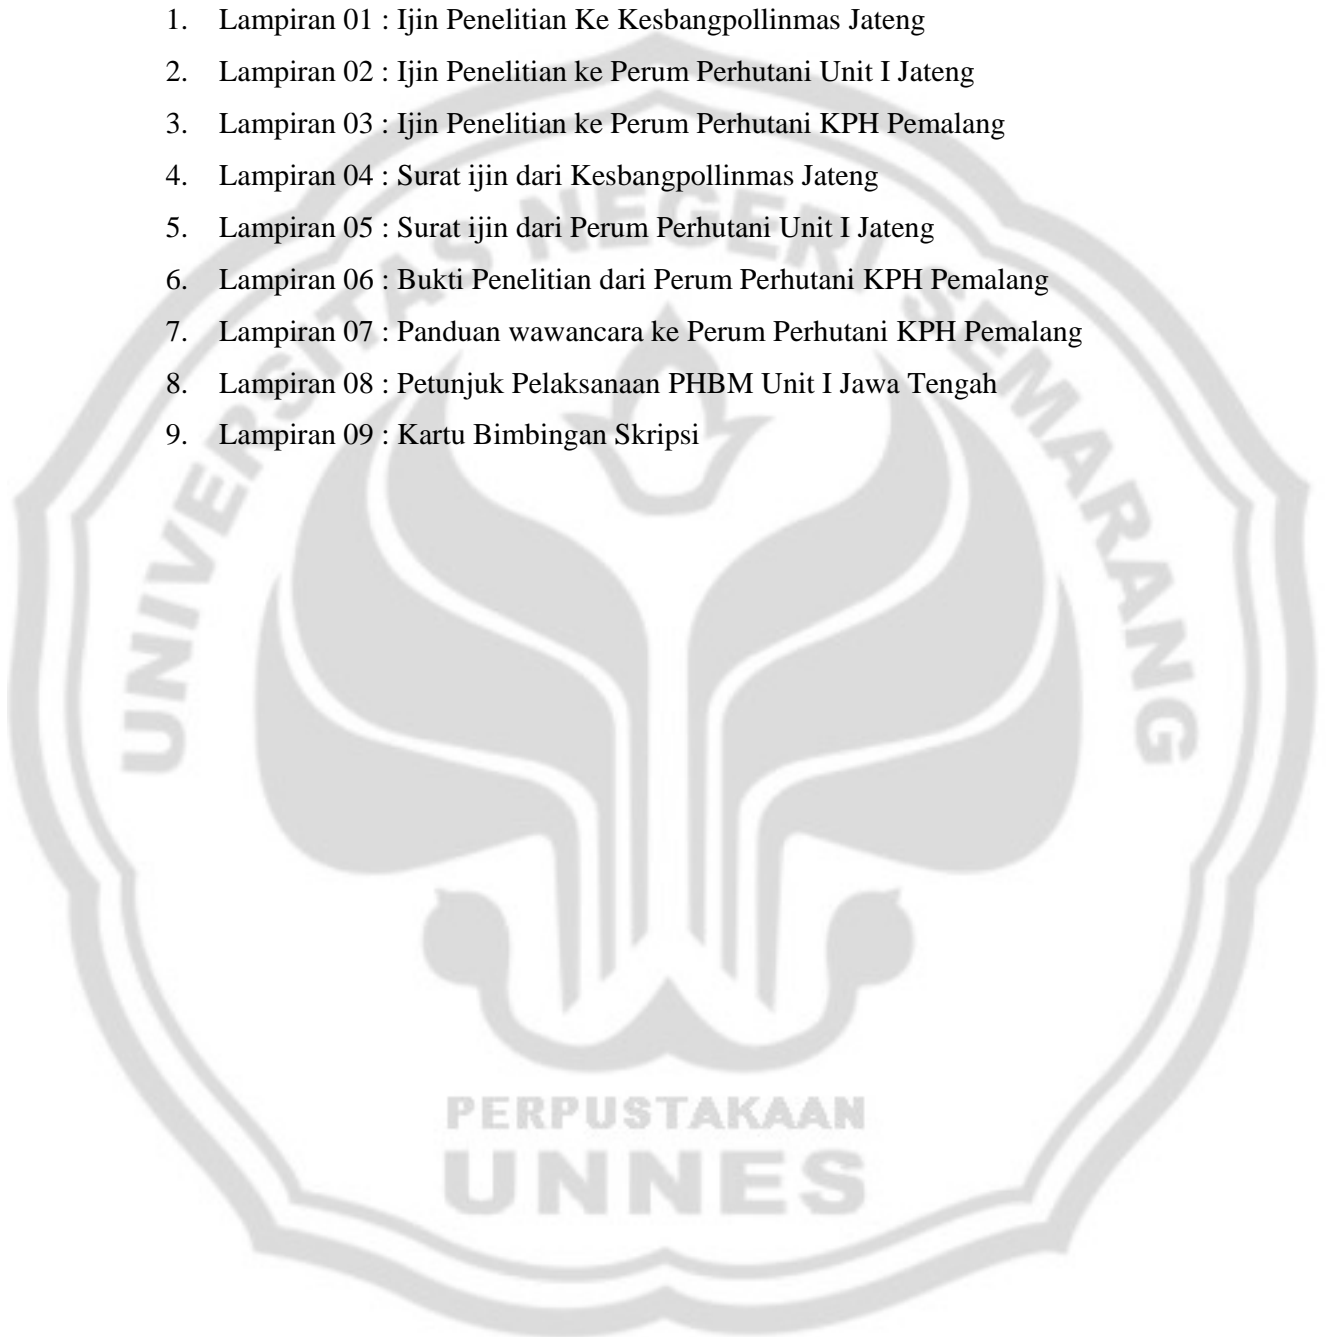 1. Lampiran 01 : Ijin Penelitian Ke Kesbangpollinmas Jateng
2. Lampiran 02 : Ijin Penelitian ke Perum Perhutani Unit I Jateng
3. Lampiran 03 : Ijin Penelitian ke Perum Perhutani KPH Pemalang
4. Lampiran 04 : Surat ijin dari Kesbangpollinmas Jateng
5. Lampiran 05 : Surat ijin dari Perum Perhutani Unit I Jateng
6. Lampiran 06 : Bukti Penelitian dari Perum Perhutani KPH Pemalang
7. Lampiran 07 : Panduan wawancara ke Perum Perhutani KPH Pemalang
8. Lampiran 08 : Petunjuk Pelaksanaan PHBM Unit I Jawa Tengah
9. Lampiran 09 : Kartu Bimbingan Skripsi
UNIVERSITAS NEGERI SEMARANG
PERPUSTAKAAN
UNNES